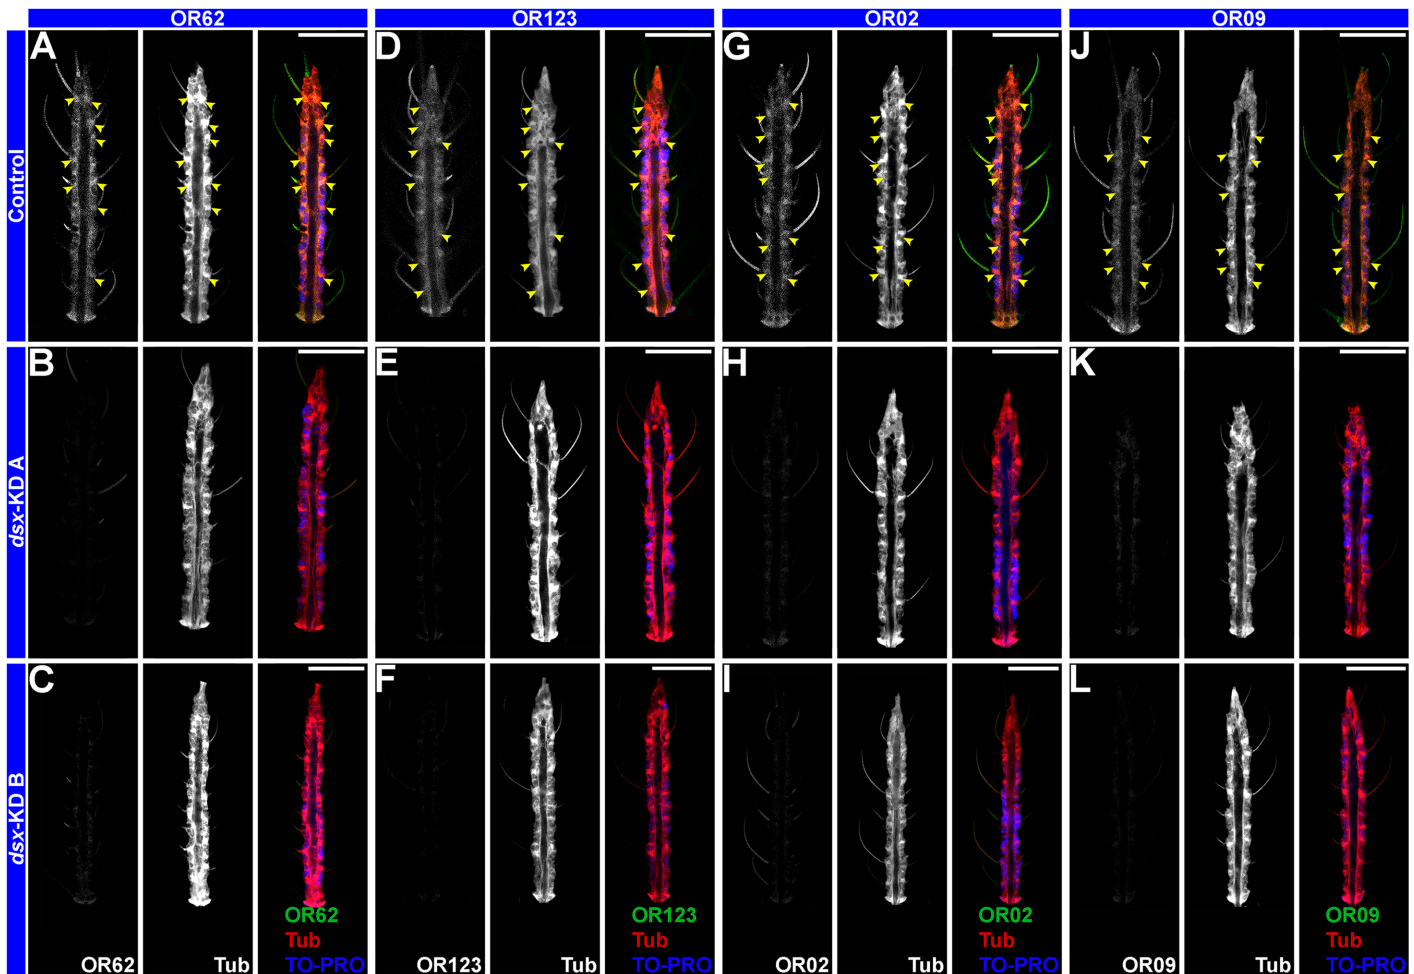 OR62 OR123 OR02 OR09
Control
A D G J
dsx-KD A
B E H K
dsx-KD B
C F I L
OR62 OR123 OR02 OR09
Tub Tub Tub Tub
OR62 Tub TO-PRO OR123 Tub TO-PRO OR02 Tub TO-PRO OR09 Tub TO-PRO